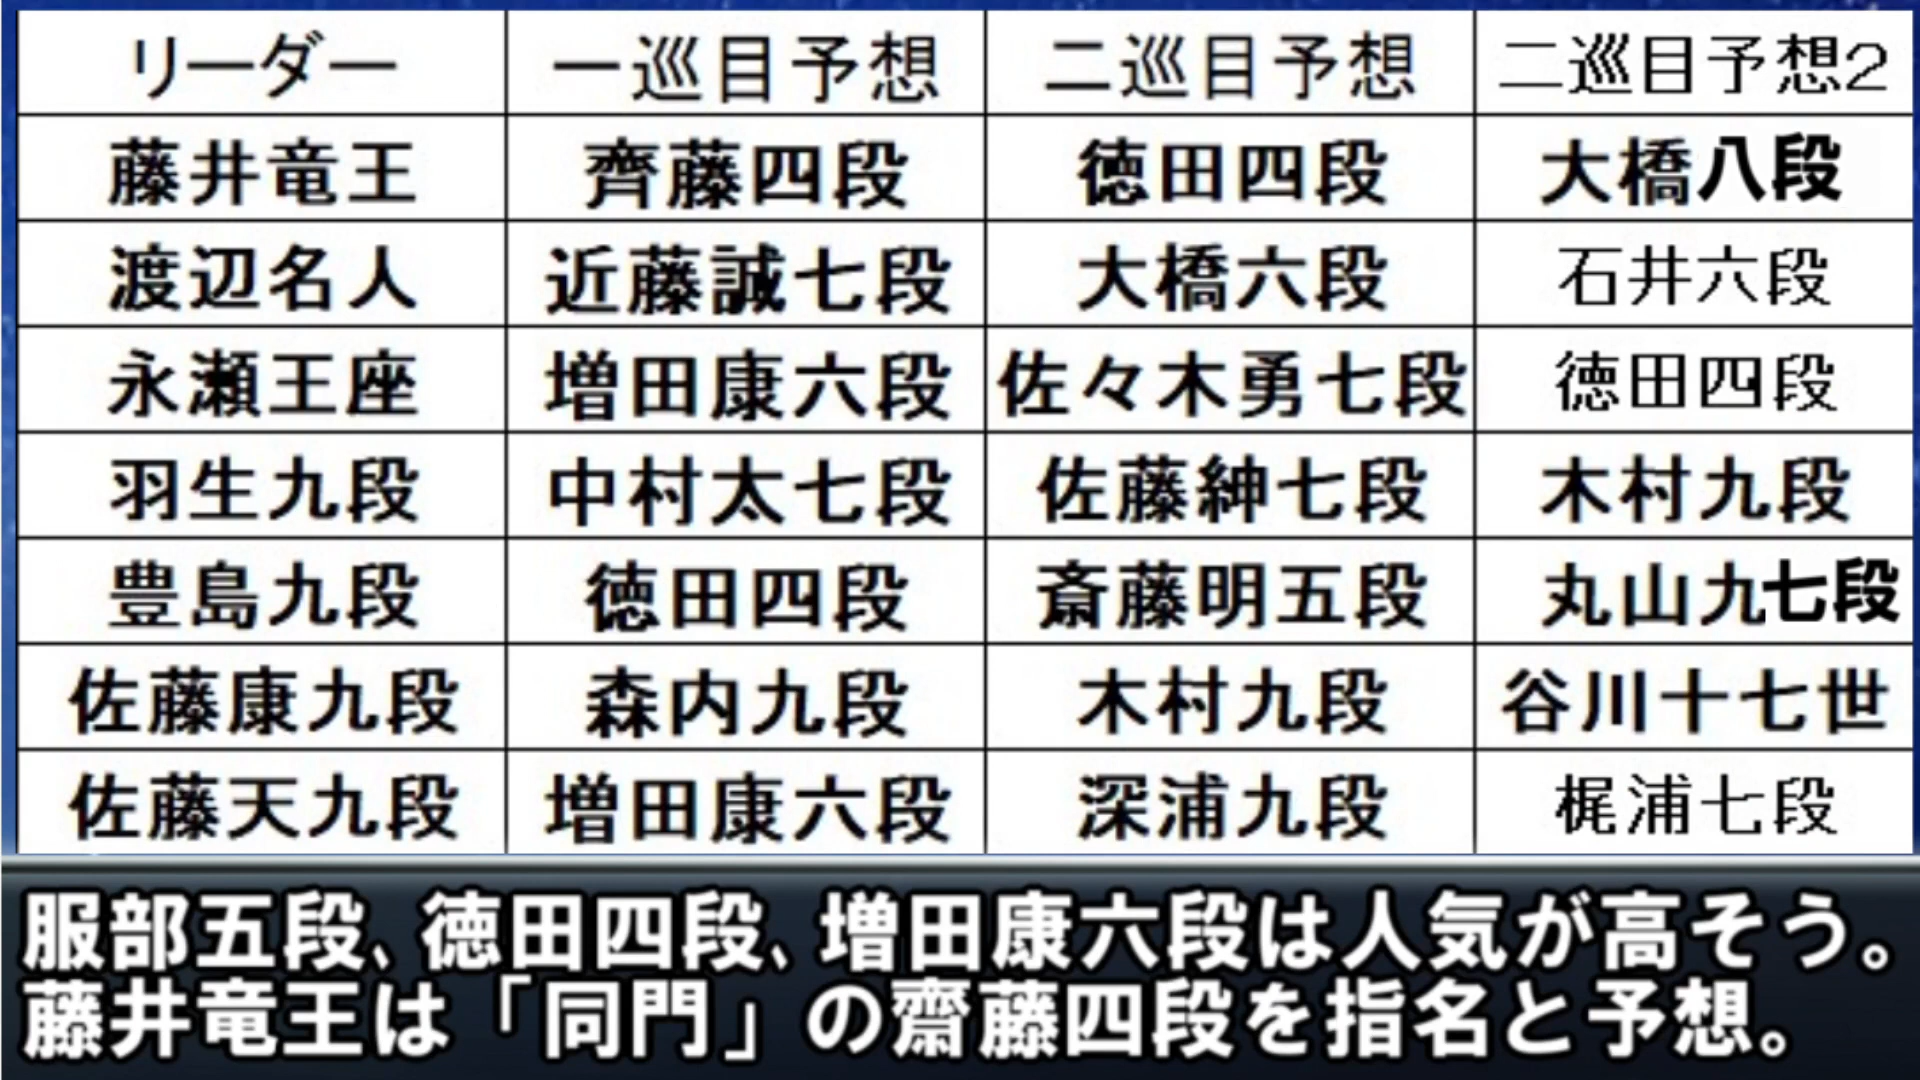 リーダー 一巡目予想 二巡目予想 二巡目予想2
藤井竜王 齊藤四段 徳田四段 大橋八段
渡辺名人 近藤誠七段 大橋六段 石井六段
永瀬王座 増田康六段 佐々木勇七段 徳田四段
羽生九段 中村太七段 佐藤紳七段 木村九段
豊島九段 徳田四段 斎藤明五段 丸山九七段
佐藤康九段 森内九段 木村九段 谷川十七世
佐藤天九段 増田康六段 深浦九段 梶浦七段
服部五段、徳田四段、増田康六段は人気が高そう。
藤井竜王は「同門」の齋藤四段を指名と予想。